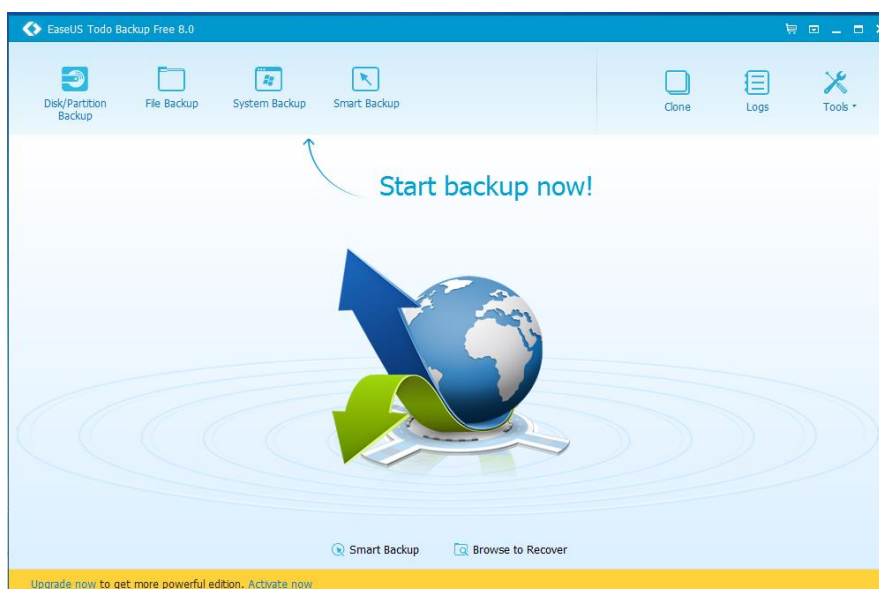 EaseUS Todo Backup Free 8.0
Disk/Partition
Backup
File Backup
System Backup
Smart Backup
Clone
Logs
Tools
Start backup now!
Smart Backup
Browse to Recover
Upgrade now to get more powerful edition. Activate now